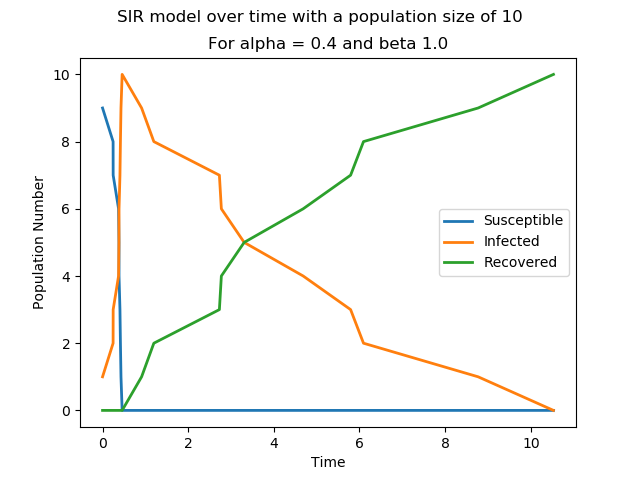 SIR model over time with a population size of 10
For alpha = 0.4 and beta 1.0
10
8
6
4
2
0
Population Number
Susceptible
Infected
Recovered
0 2 4 6 8 10
Time